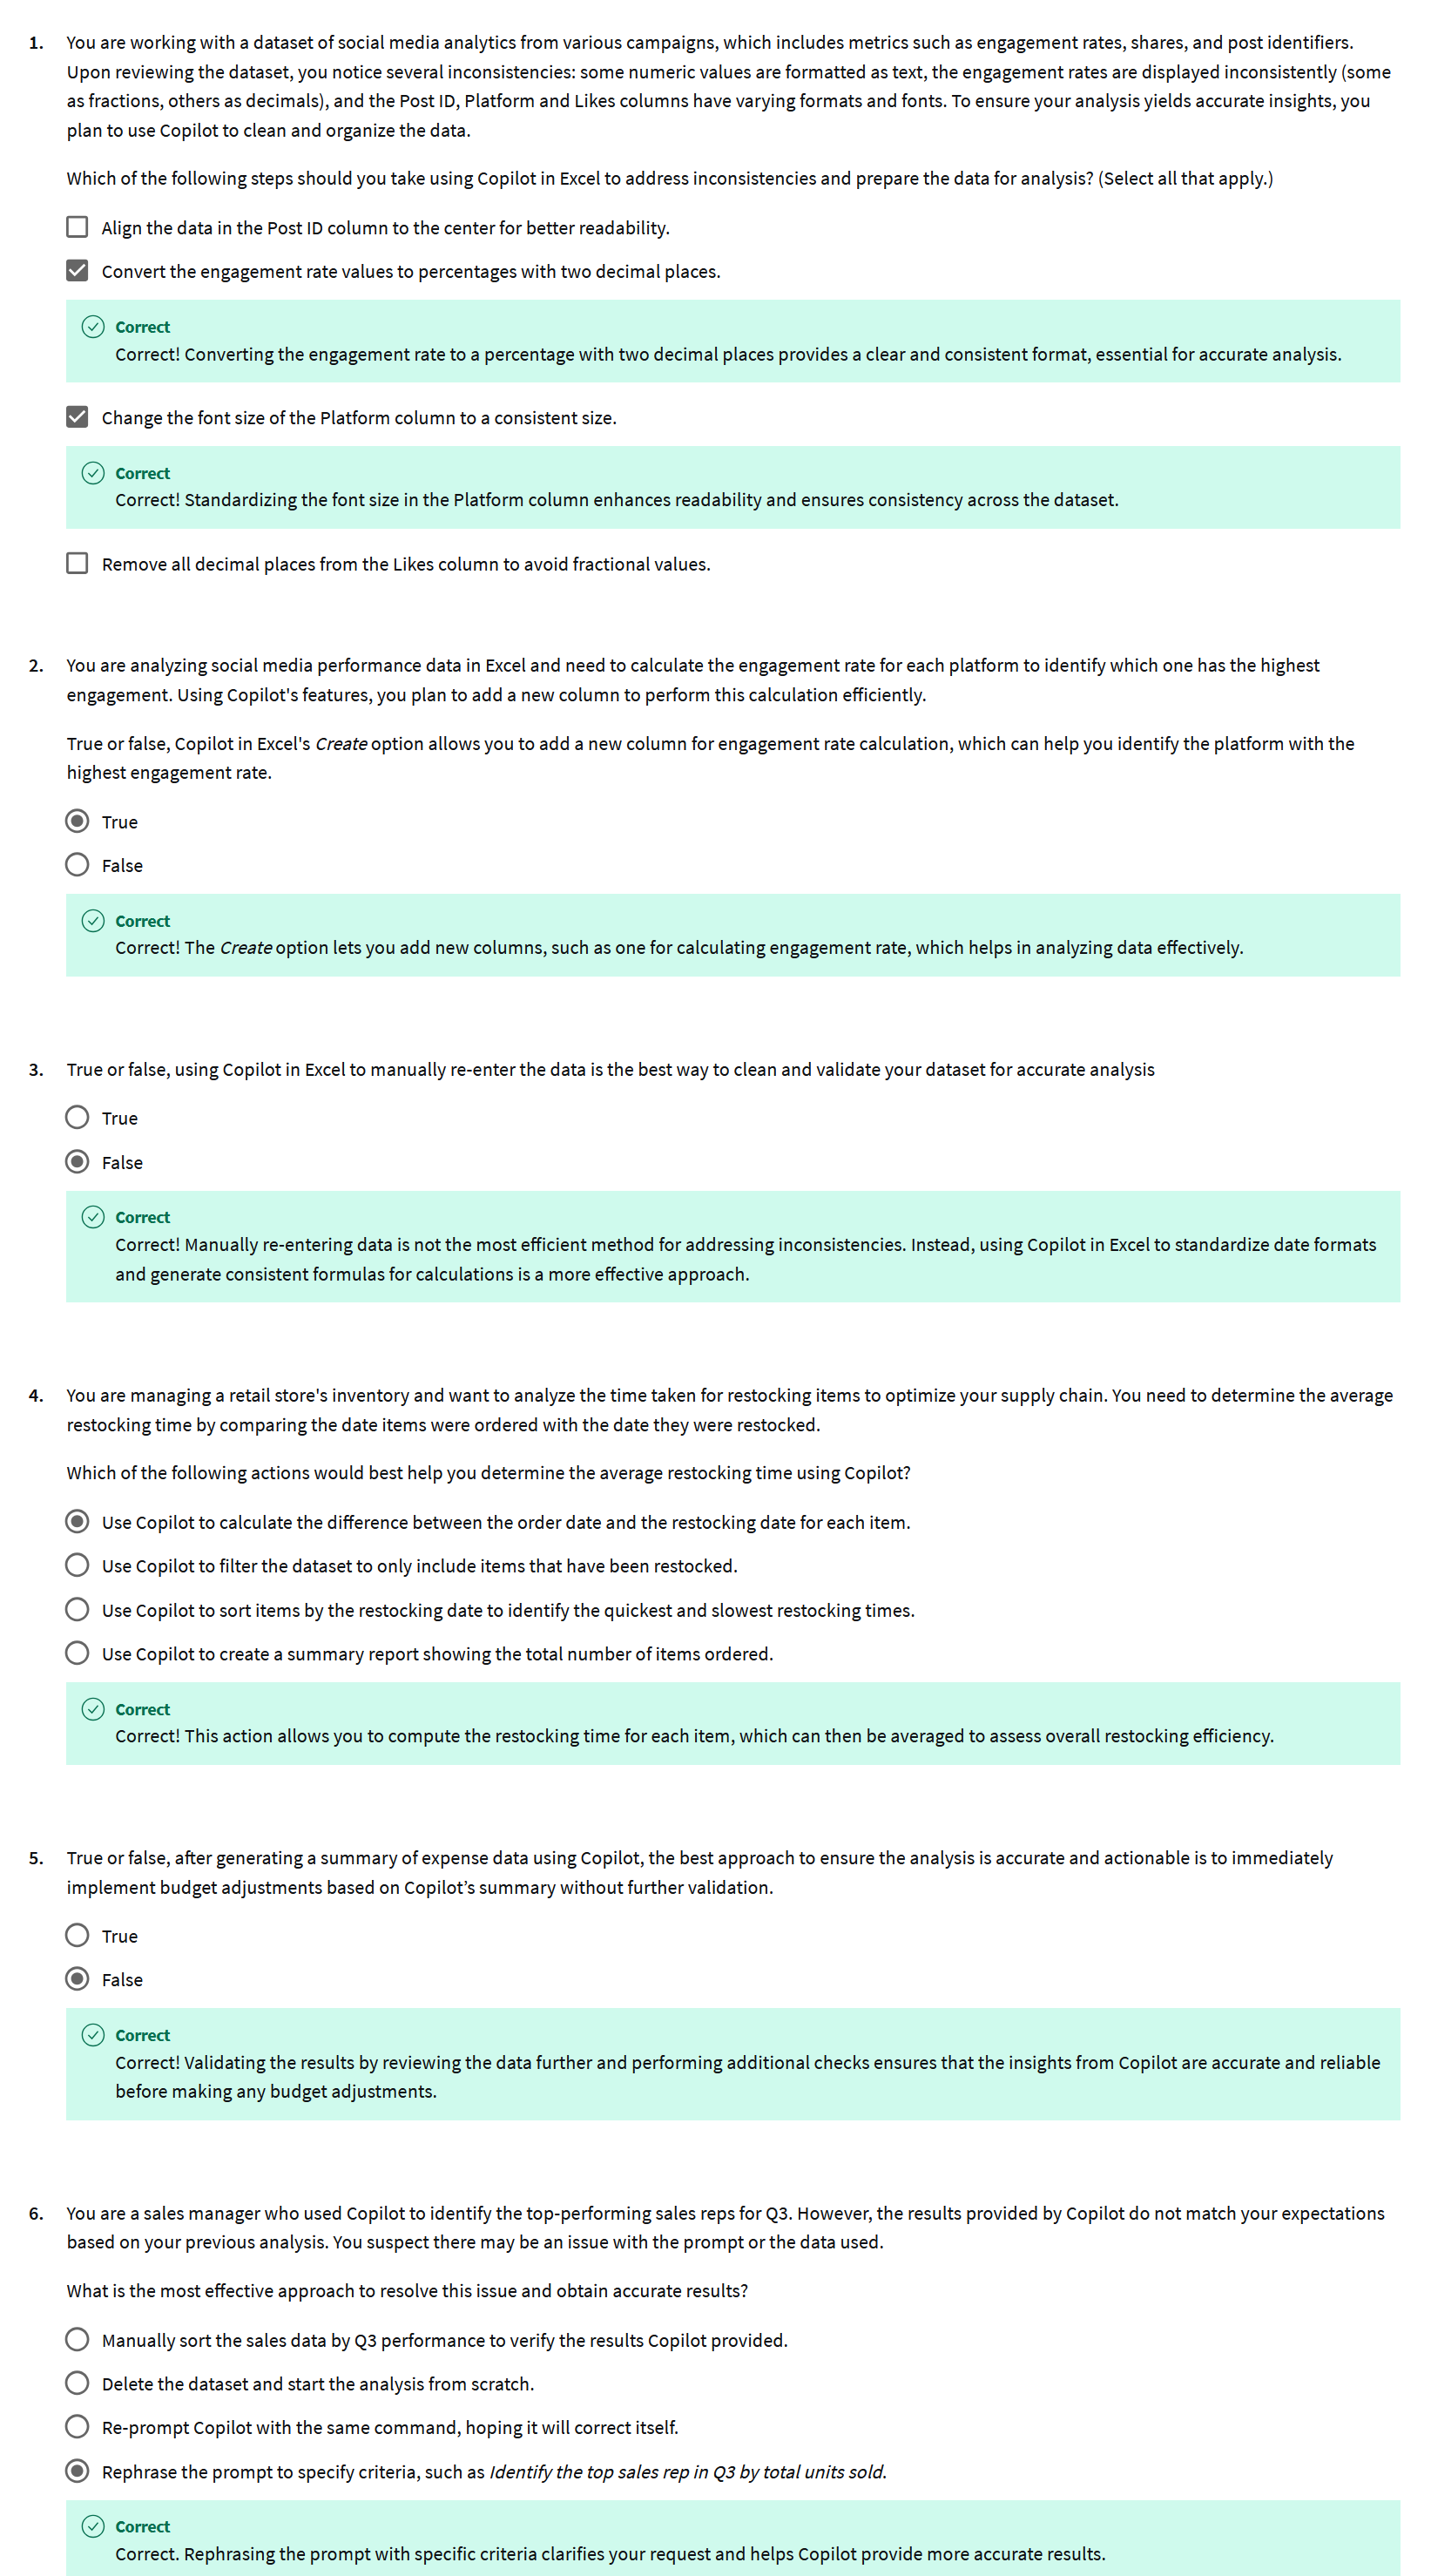 1. You are working with a dataset of social media analytics from various campaigns, which includes metrics such as engagement rates, shares, and post identifiers.
Upon reviewing the dataset, you notice several inconsistencies: some numeric values are formatted as text, the engagement rates are displayed inconsistently (some
as fractions, others as decimals), and the Post ID, Platform and Likes columns have varying formats and fonts. To ensure your analysis yields accurate insights, you
plan to use Copilot to clean and organize the data.
Which of the following steps should you take using Copilot in Excel to address inconsistencies and prepare the data for analysis? (Select all that apply.)
Align the data in the Post ID column to the center for better readability.
Convert the engagement rate values to percentages with two decimal places.
Correct
Correct! Converting the engagement rate to a percentage with two decimal places provides a clear and consistent format, essential for accurate analysis.
Change the font size of the Platform column to a consistent size.
Correct
Correct! Standardizing the font size in the Platform column enhances readability and ensures consistency across the dataset.
Remove all decimal places from the Likes column to avoid fractional values.
2. You are analyzing social media performance data in Excel and need to calculate the engagement rate for each platform to identify which one has the highest
engagement. Using Copilot's features, you plan to add a new column to perform this calculation efficiently.
True or false, Copilot in Excel's Create option allows you to add a new column for engagement rate calculation, which can help you identify the platform with the
highest engagement rate.
True
False
Correct
Correct! The Create option lets you add new columns, such as one for calculating engagement rate, which helps in analyzing data effectively.
3. True or false, using Copilot in Excel to manually re-enter the data is the best way to clean and validate your dataset for accurate analysis
True
False
Correct
Correct! Manually re-entering data is not the most efficient method for addressing inconsistencies. Instead, using Copilot in Excel to standardize date formats
and generate consistent formulas for calculations is a more effective approach.
4. You are managing a retail store's inventory and want to analyze the time taken for restocking items to optimize your supply chain. You need to determine the average
restocking time by comparing the date items were ordered with the date they were restocked.
Which of the following actions would best help you determine the average restocking time using Copilot?
Use Copilot to calculate the difference between the order date and the restocking date for each item.
Use Copilot to filter the dataset to only include items that have been restocked.
Use Copilot to sort items by the restocking date to identify the quickest and slowest restocking times.
Use Copilot to create a summary report showing the total number of items ordered.
Correct
Correct! This action allows you to compute the restocking time for each item, which can then be averaged to assess overall restocking efficiency.
5. True or false, after generating a summary of expense data using Copilot, the best approach to ensure the analysis is accurate and actionable is to immediately
implement budget adjustments based on Copilot’s summary without further validation.
True
False
Correct
Correct! Validating the results by reviewing the data further and performing additional checks ensures that the insights from Copilot are accurate and reliable
before making any budget adjustments.
6. You are a sales manager who used Copilot to identify the top-performing sales reps for Q3. However, the results provided by Copilot do not match your expectations
based on your previous analysis. You suspect there may be an issue with the prompt or the data used.
What is the most effective approach to resolve this issue and obtain accurate results?
Manually sort the sales data by Q3 performance to verify the results Copilot provided.
Delete the dataset and start the analysis from scratch.
Re-prompt Copilot with the same command, hoping it will correct itself.
Rephrase the prompt to specify criteria, such as Identify the top sales rep in Q3 by total units sold.
Correct
Correct. Rephrasing the prompt with specific criteria clarifies your request and helps Copilot provide more accurate results.